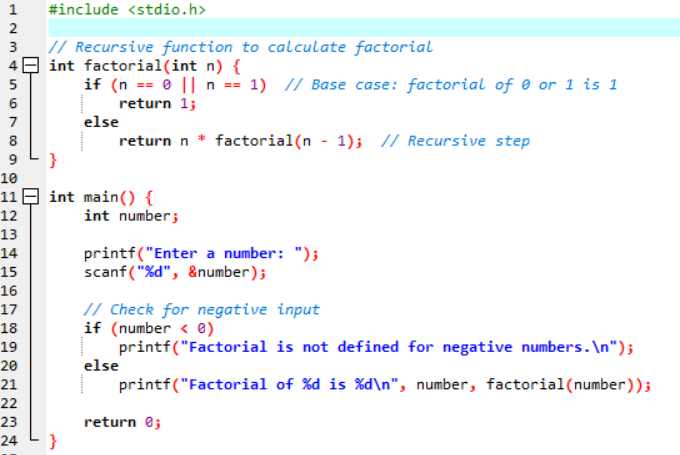 1 #include <stdio.h>
2
3 // Recursive function to calculate factorial
4 int factorial(int n) {
5 if (n == 0 || n == 1) // Base case: factorial of 0 or 1 is 1
6 return 1;
7 else
8 return n * factorial(n - 1); // Recursive step
9 }
10
11 int main() {
12 int number;
13
14 printf("Enter a number: ");
15 scanf("%d", &number);
16
17 // Check for negative input
18 if (number < 0)
19 printf("Factorial is not defined for negative numbers.\n");
20 else
21 printf("Factorial of %d is %d\n", number, factorial(number));
22
23 return 0;
24 }